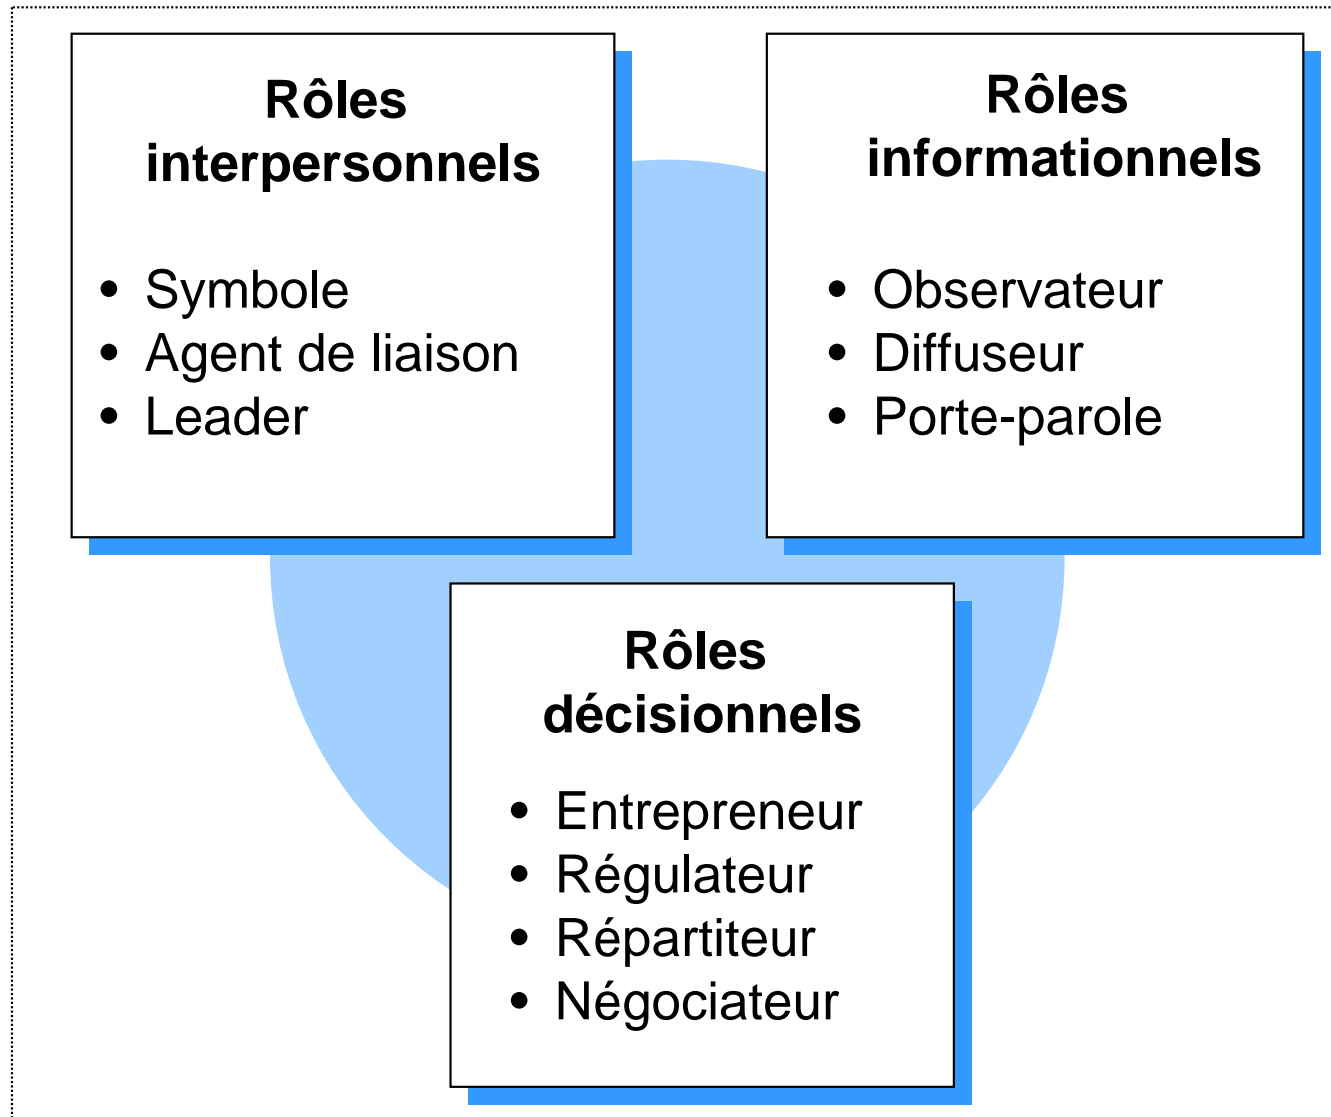 Rôles
interpersonnels
• Symbole
• Agent de liaison
• Leader
Rôles
informationnels
• Observateur
• Diffuseur
• Porte-parole
Rôles
décisionnels
• Entrepreneur
• Régulateur
• Répartiteur
• Négociateur